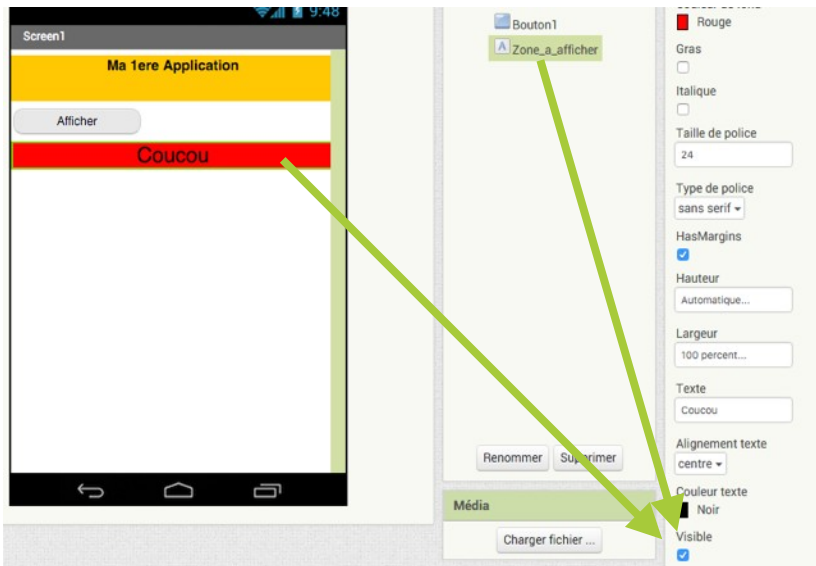 9:48
Screen1
Ma 1ere Application
Afficher
Coucou
Bouton1
Zone_a_afficher
Renommer
Supprimer
Média
Charger fichier ...
Rouge
Gras
Italique
Taille de police
24
Type de police
sans serif
HasMargins
Hauteur
Automatique...
Largeur
100 percent...
Texte
Coucou
Alignement texte
centre
Couleur texte
Noir
Visible